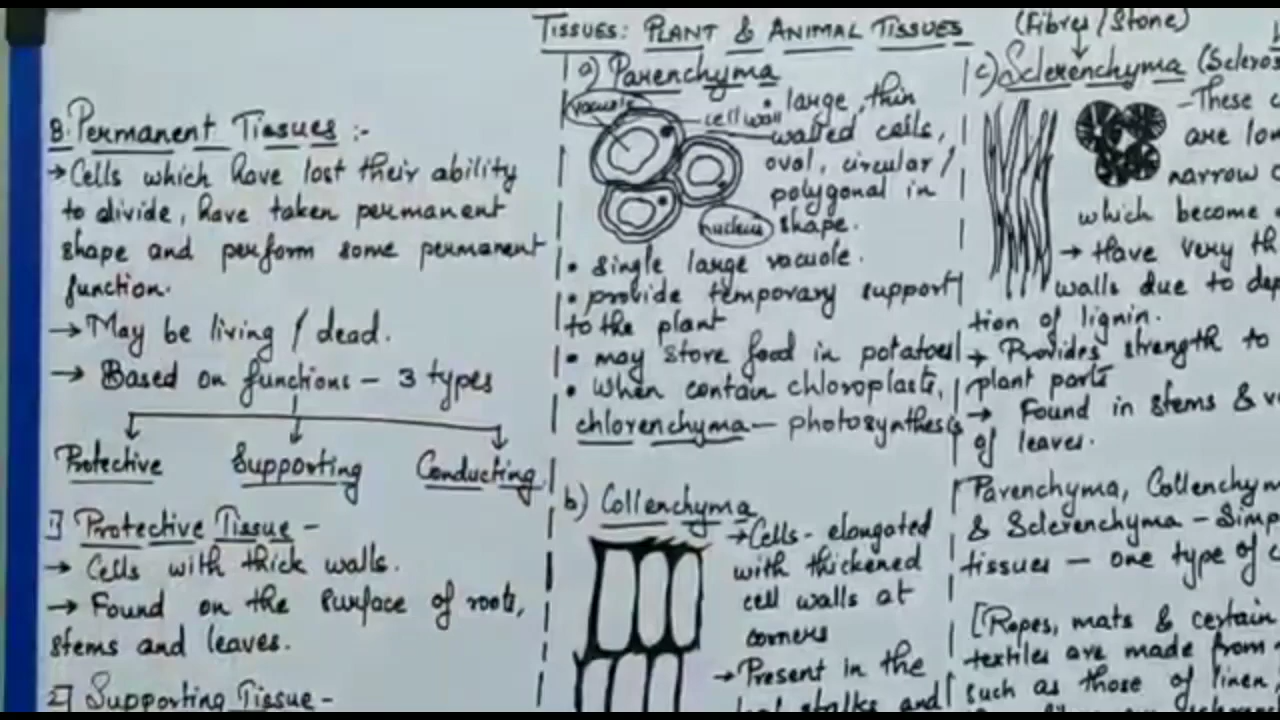 TISSUES: PLANT & ANIMAL TISSUES
B. Permanent Tissues :-
→ Cells which have lost their ability
to divide, have taken permanent
shape and perform some permanent
function.
→ May be living / dead.
→ Based on functions - 3 types
Protective Supporting Conducting
1] Protective Tissue -
→ Cells with thick walls.
→ Found on the surface of roots,
stems and leaves.
2] Supporting Tissue -
a) Parenchyma
vacuole
cell wall
nucleus
• large, thin
walled cells,
oval, circular /
polygonal in
shape.
• single large vacuole.
• provide temporary support
to the plant
• may store food in potatoes
• when contain chloroplasts,
chlorenchyma - photosynthesis
b) Collenchyma
→ Cells - elongated
with thickened
cell walls at
corners
→ Present in the
stalks and
(Fibres / Stone)
c) Sclerenchyma (Scleros
- These c
are lon
narrow c
which become
→ Have very th
walls due to dep
tion of lignin.
→ Provides strength to
plant parts
→ Found in stems & ve
of leaves.
Parenchyma, Collenchym
& Sclerenchyma - Simp
tissues - one type of c
[Ropes, mats & certain
textiles are made from
such as those of linen,